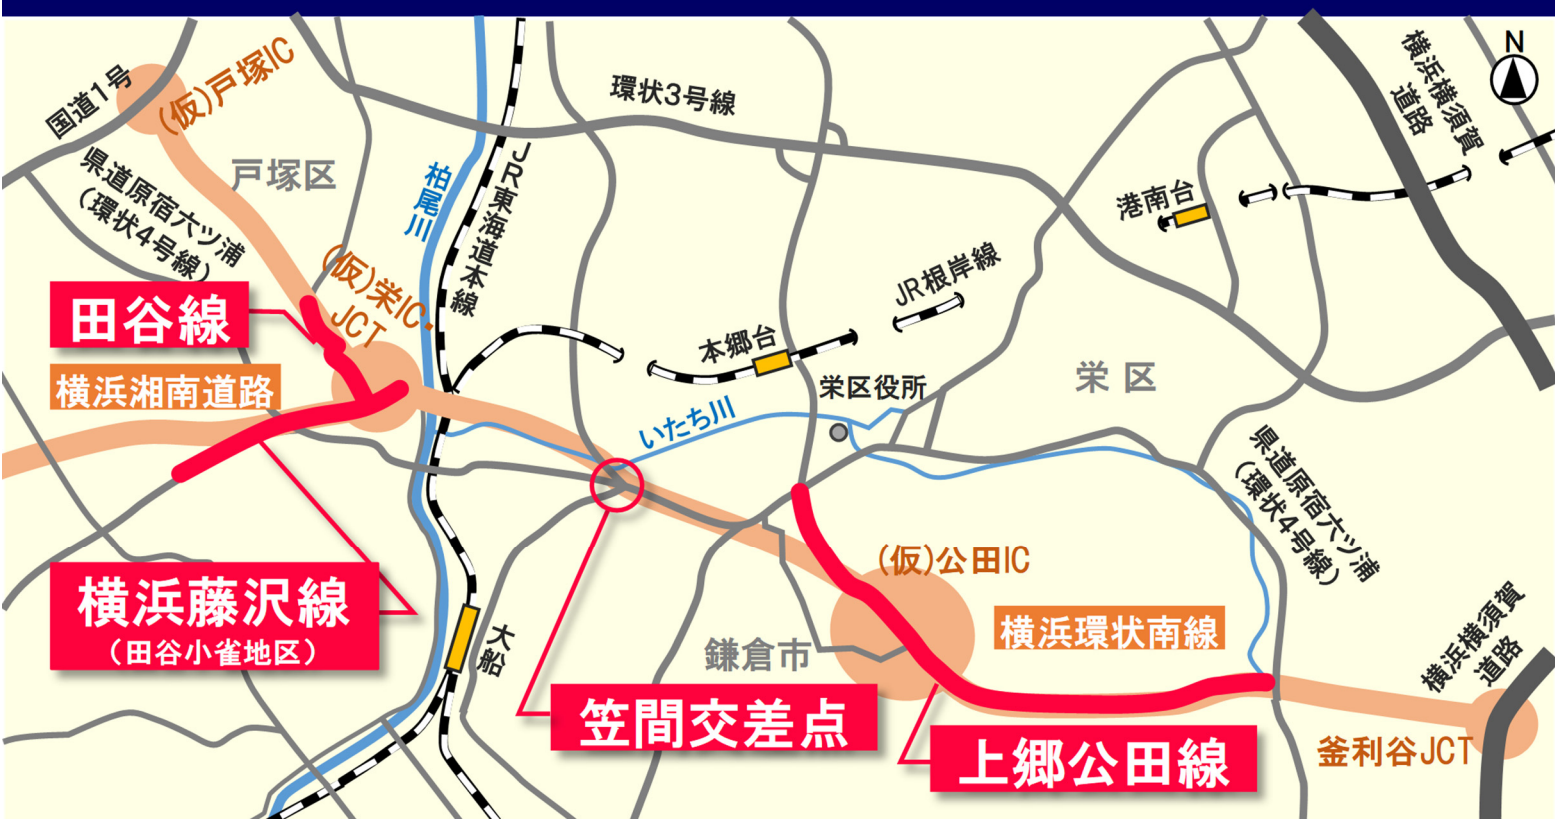 N
国道1号
(仮)戸塚IC
環状3号線
横浜横須賀
道路
戸塚区
県道原宿六ツ浦
(環状4号線)
柏尾川
JR東海道本線
港南台
(仮)栄IC・
JCT
JR根岸線
田谷線
本郷台
横浜湘南道路
栄区役所
栄区
いたち川
県道原宿六ツ浦
(環状4号線)
横浜藤沢線
(田谷小雀地区)
(仮)公田IC
横浜環状南線
大船
鎌倉市
横浜横須賀
道路
笠間交差点
上郷公田線
釜利谷JCT